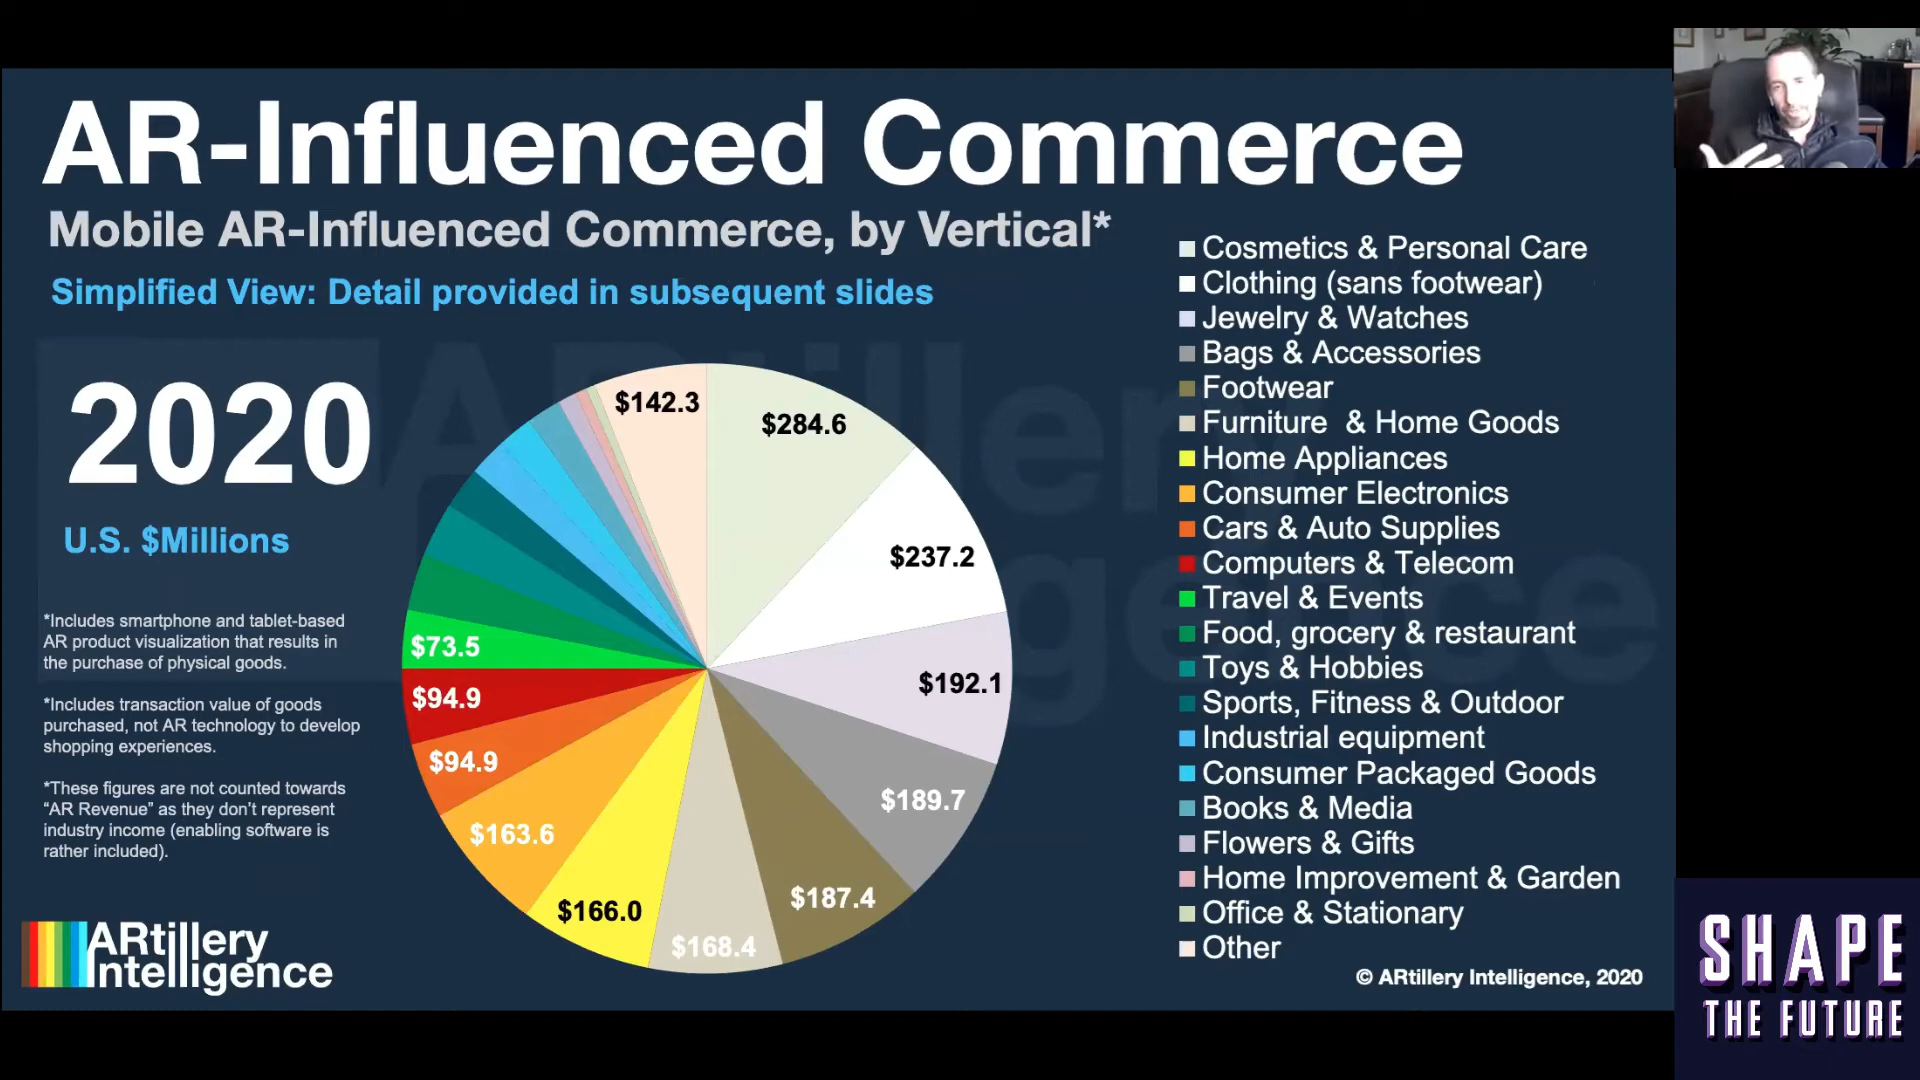 AR-Influenced Commerce
Mobile AR-Influenced Commerce, by Vertical*
Simplified View: Detail provided in subsequent slides
2020
U.S. $Millions
*Includes smartphone and tablet-based
AR product visualization that results in
the purchase of physical goods.
*Includes transaction value of goods
purchased, not AR technology to develop
shopping experiences.
*These figures are not counted towards
“AR Revenue” as they don’t represent
industry income (enabling software is
rather included).
ARtillery
Intelligence
$284.6
$237.2
$192.1
$189.7
$187.4
$168.4
$166.0
$163.6
$94.9
$94.9
$73.5
$142.3
Cosmetics & Personal Care
Clothing (sans footwear)
Jewelry & Watches
Bags & Accessories
Footwear
Furniture & Home Goods
Home Appliances
Consumer Electronics
Cars & Auto Supplies
Computers & Telecom
Travel & Events
Food, grocery & restaurant
Toys & Hobbies
Sports, Fitness & Outdoor
Industrial equipment
Consumer Packaged Goods
Books & Media
Flowers & Gifts
Home Improvement & Garden
Office & Stationary
Other
© ARtillery Intelligence, 2020
ARtillery
Intelligence
SHAPE
THE FUTURE